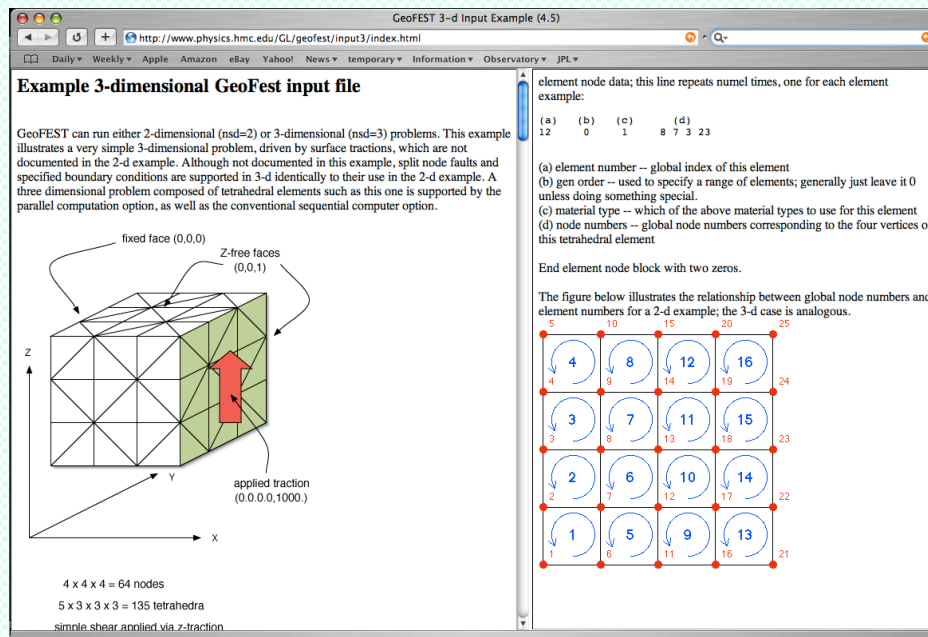 GeoFEST 3-d Input Example (4.5)
http://www.physics.hmc.edu/GL/geofest/input3/index.html
Daily Weekly Apple Amazon eBay Yahoo! News temporary Information Observatory JPL
Example 3-dimensional GeoFest input file
GeoFEST can run either 2-dimensional (nsd=2) or 3-dimensional (nsd=3) problems. This example
illustrates a very simple 3-dimensional problem, driven by surface tractions, which are not
documented in the 2-d example. Although not documented in this example, split node faults and
specified boundary conditions are supported in 3-d identically to their use in the 2-d example. A
three dimensional problem composed of tetrahedral elements such as this one is supported by the
parallel computation option, as well as the conventional sequential computer option.
fixed face (0,0,0)
Z-free faces
(0,0,1)
Z
Y
applied traction
(0.0.0.0,1000.)
X
4 x 4 x 4 = 64 nodes
5 x 3 x 3 x 3 = 135 tetrahedra
simple shear applied via z-traction
element node data; this line repeats numel times, one for each element
example:
(a) (b) (c) (d)
12 0 1 8 7 3 23
(a) element number -- global index of this element
(b) gen order -- used to specify a range of elements; generally just leave it 0
unless doing something special.
(c) material type -- which of the above material types to use for this element
(d) node numbers -- global node numbers corresponding to the four vertices o
this tetrahedral element
End element node block with two zeros.
The figure below illustrates the relationship between global node numbers and
element numbers for a 2-d example; the 3-d case is analogous.
5 10 15 20 25
4 8 12 16
4 9 14 19 24
3 7 11 15
3 8 13 18 23
2 6 10 14
2 7 12 17 22
1 5 9 13
1 6 11 16 21